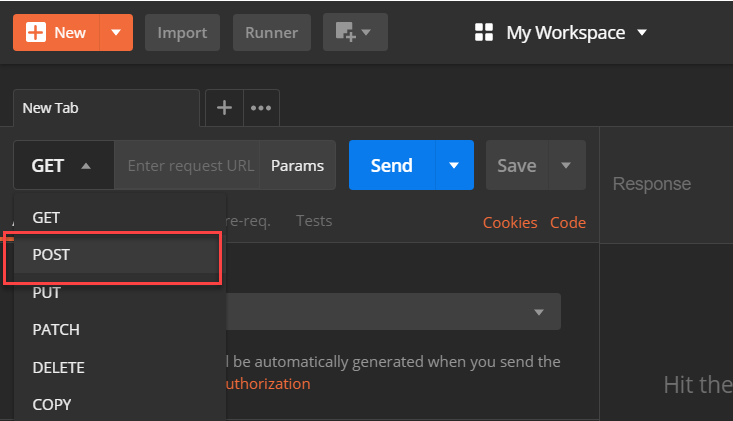 New Import Runner My Workspace
New Tab
GET Enter request URL Params Send Save
Response
GET re-req. Tests Cookies Code
POST
PUT
PATCH
l be automatically generated when you send the
DELETE
uthorization
Hit the
COPY